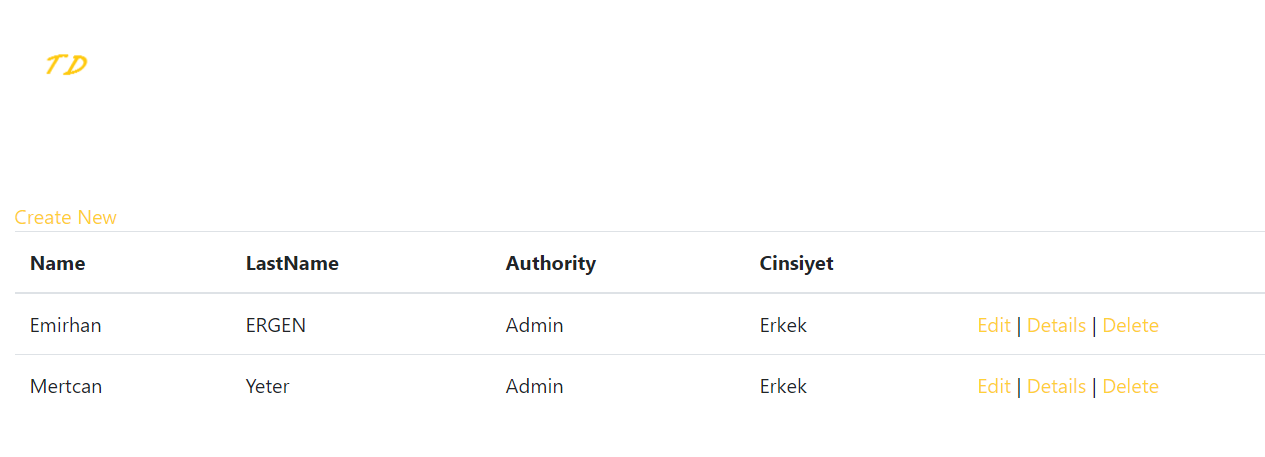 TD
Create New
Name LastName Authority Cinsiyet
Emirhan ERGEN Admin Erkek Edit | Details | Delete
Mertcan Yeter Admin Erkek Edit | Details | Delete